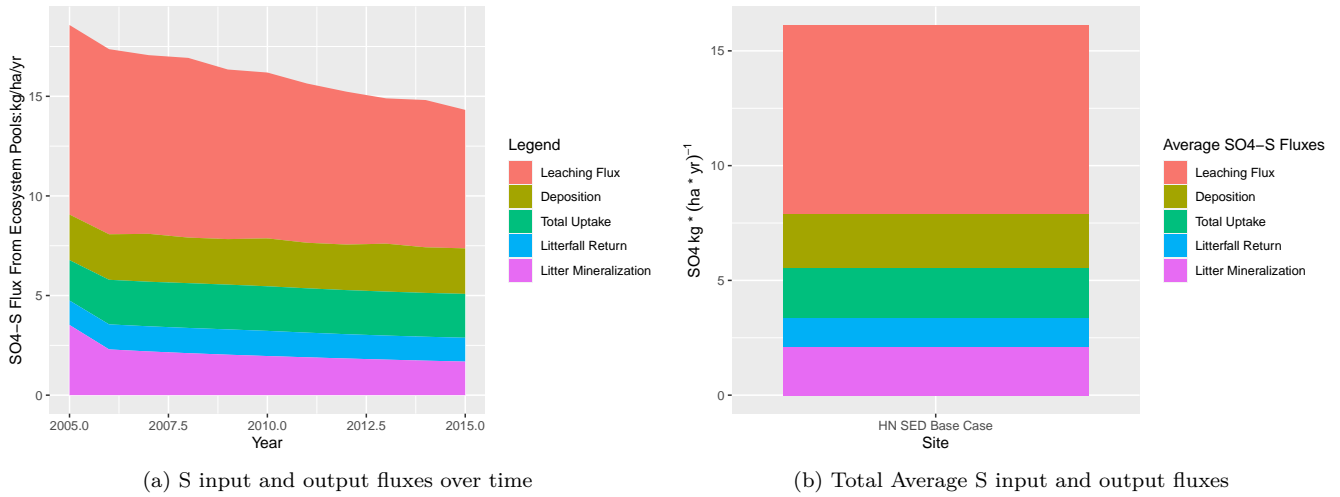 SO4−S Flux From Ecosystem Pools:kg/ha/yr
15
10
5
0
2005.0 2007.5 2010.0 2012.5 2015.0
Year
Legend
Leaching Flux
Deposition
Total Uptake
Litterfall Return
Litter Mineralization
(a) S input and output fluxes over time
SO4 kg * (ha * yr)⁻¹
15
10
5
0
HN SED Base Case
Site
Average SO4−S Fluxes
Leaching Flux
Deposition
Total Uptake
Litterfall Return
Litter Mineralization
(b) Total Average S input and output fluxes